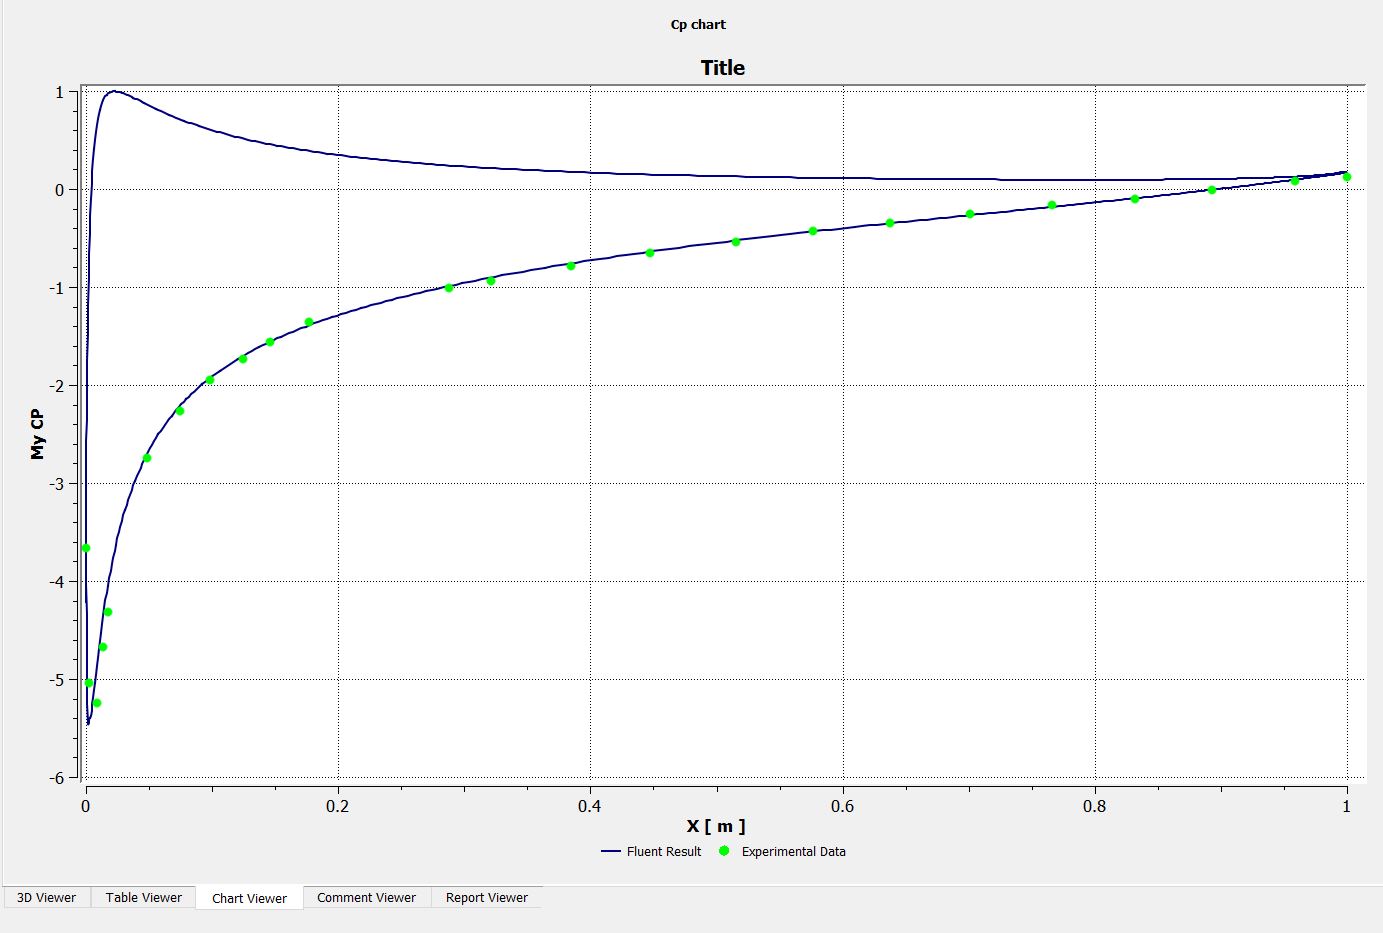 Cp chart
Title
1
0
-1
-2
-3
-4
-5
-6
My CP
0 0.2 0.4 0.6 0.8 1
X [ m ]
Fluent Result Experimental Data
3D Viewer Table Viewer Chart Viewer Comment Viewer Report Viewer